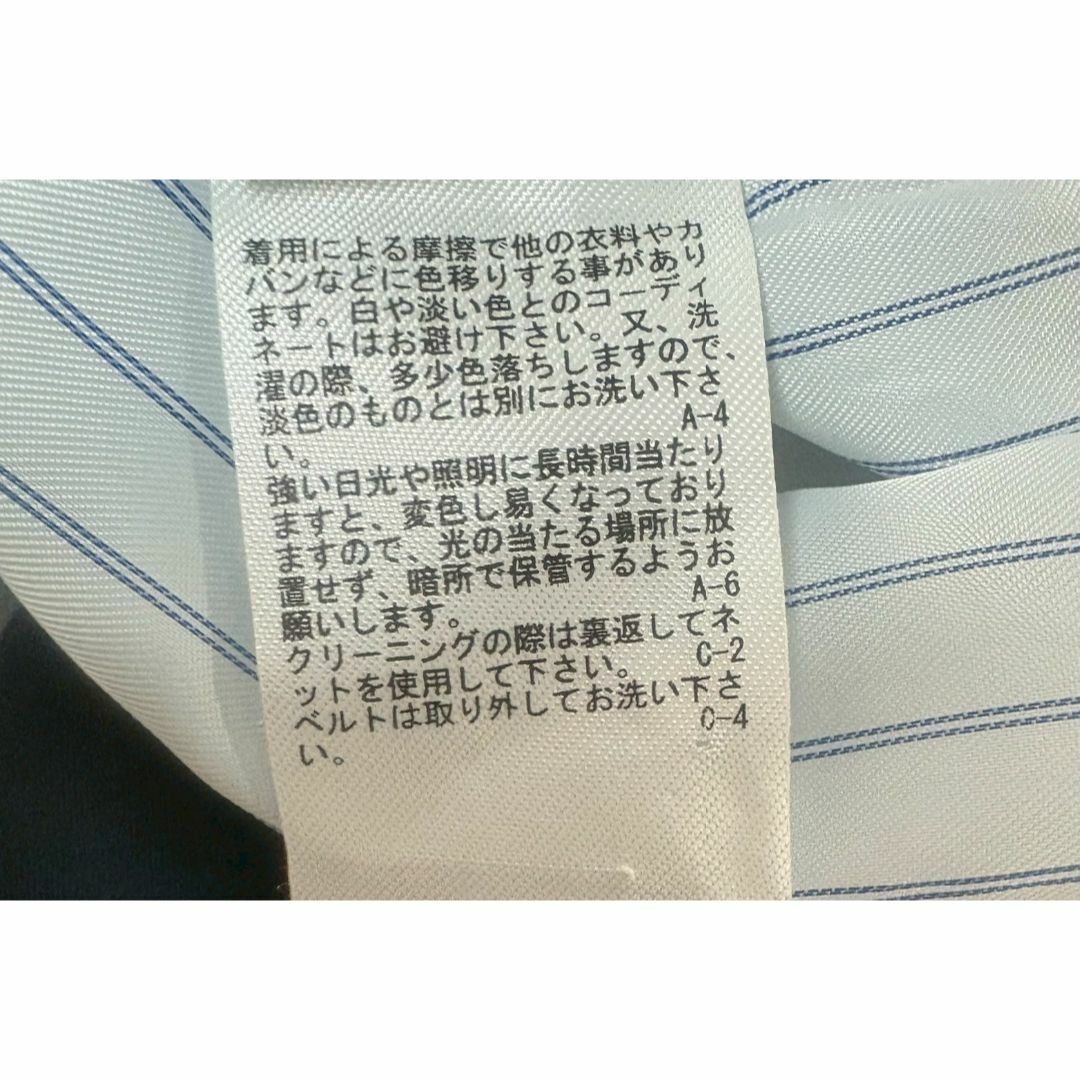 着用による摩擦で他の衣料やカ
バンなどに色移りする事があり
ます。白や淡い色とのコーディ
ネートはお避け下さい。又、洗
濯の際、多少色落ちしますので、
淡色のものとは別にお洗い下さ
い。 A-4
強い日光や照明に長時間当たり
ますと、変色し易くなっており
ますので、光の当たる場所に放
置せず、暗所で保管するようお
願いします。 A-6
クリーニングの際は裏返してネ
ットを使用して下さい。 C-2
ベルトは取り外してお洗い下さ
い。 C-4